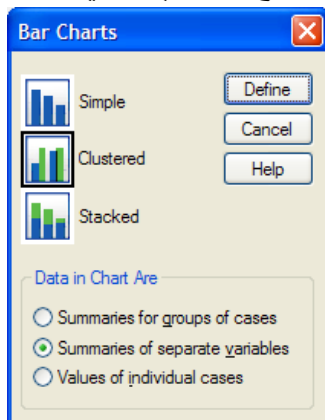 Bar Charts
Simple
Define
Cancel
Clustered
Help
Stacked
Data in Chart Are
Summaries for groups of cases
Summaries of separate variables
Values of individual cases